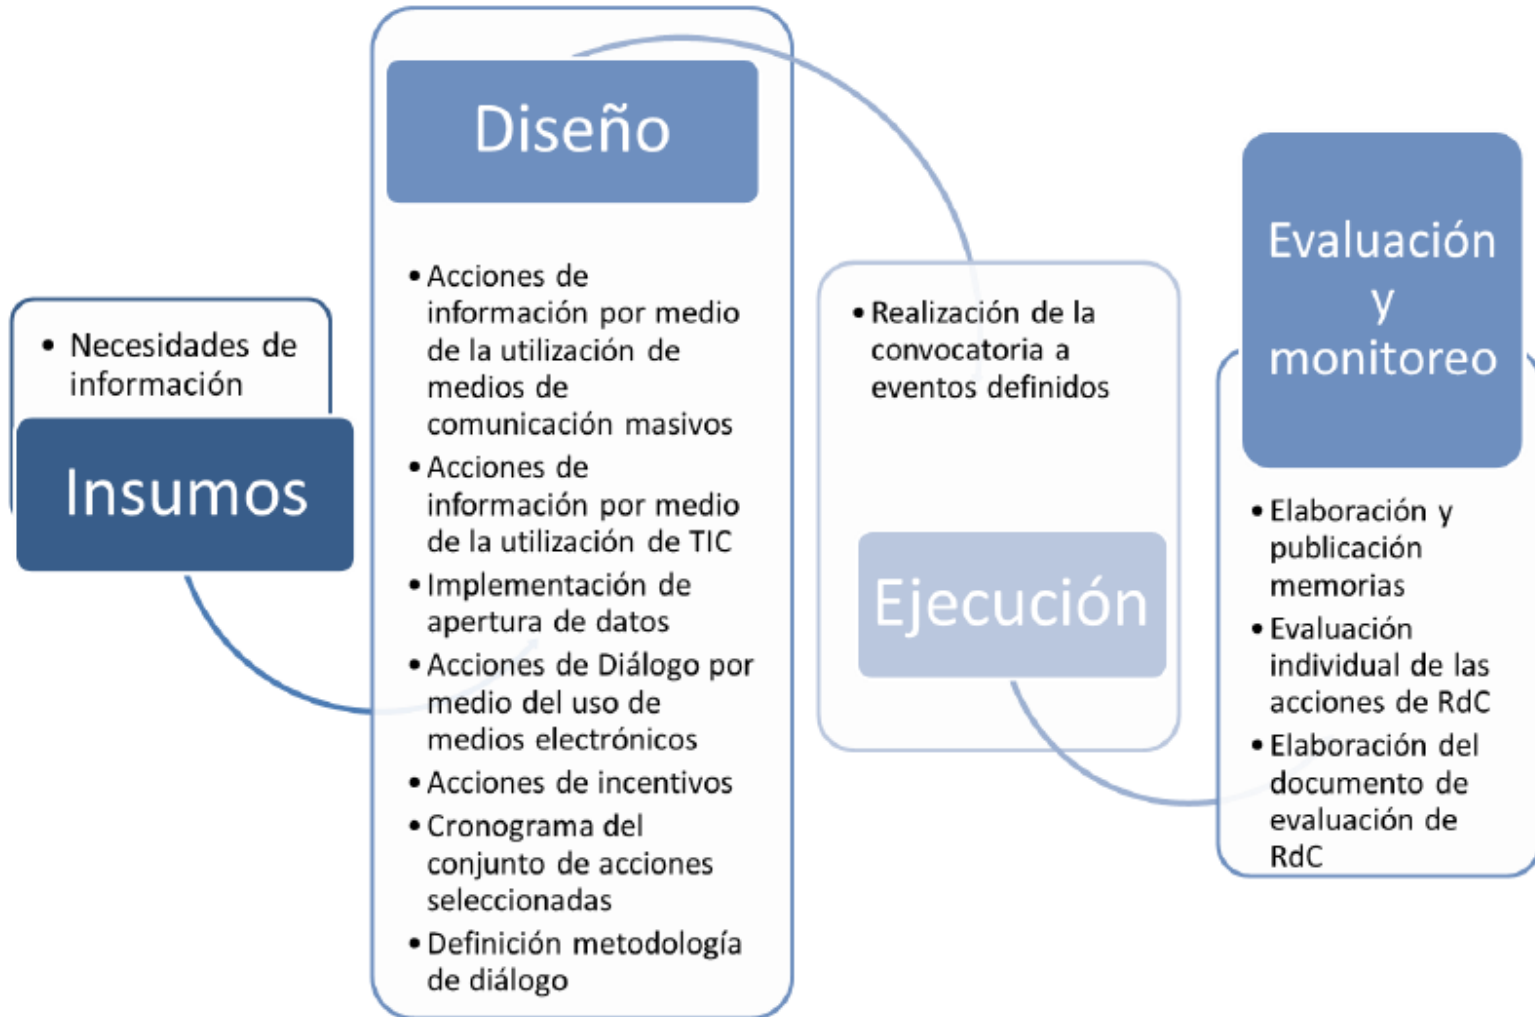 • Necesidades de
información
Insumos
Diseño
• Acciones de
información por medio
de la utilización de
medios de
comunicación masivos
• Acciones de
información por medio
de la utilización de TIC
• Implementación de
apertura de datos
• Acciones de Diálogo por
medio del uso de
medios electrónicos
• Acciones de incentivos
• Cronograma del
conjunto de acciones
seleccionadas
• Definición metodología
de diálogo
• Realización de la
convocatoria a
eventos definidos
Ejecución
Evaluación
y
monitoreo
• Elaboración y
publicación
memorias
• Evaluación
individual de las
acciones de RdC
• Elaboración del
documento de
evaluación de
RdC